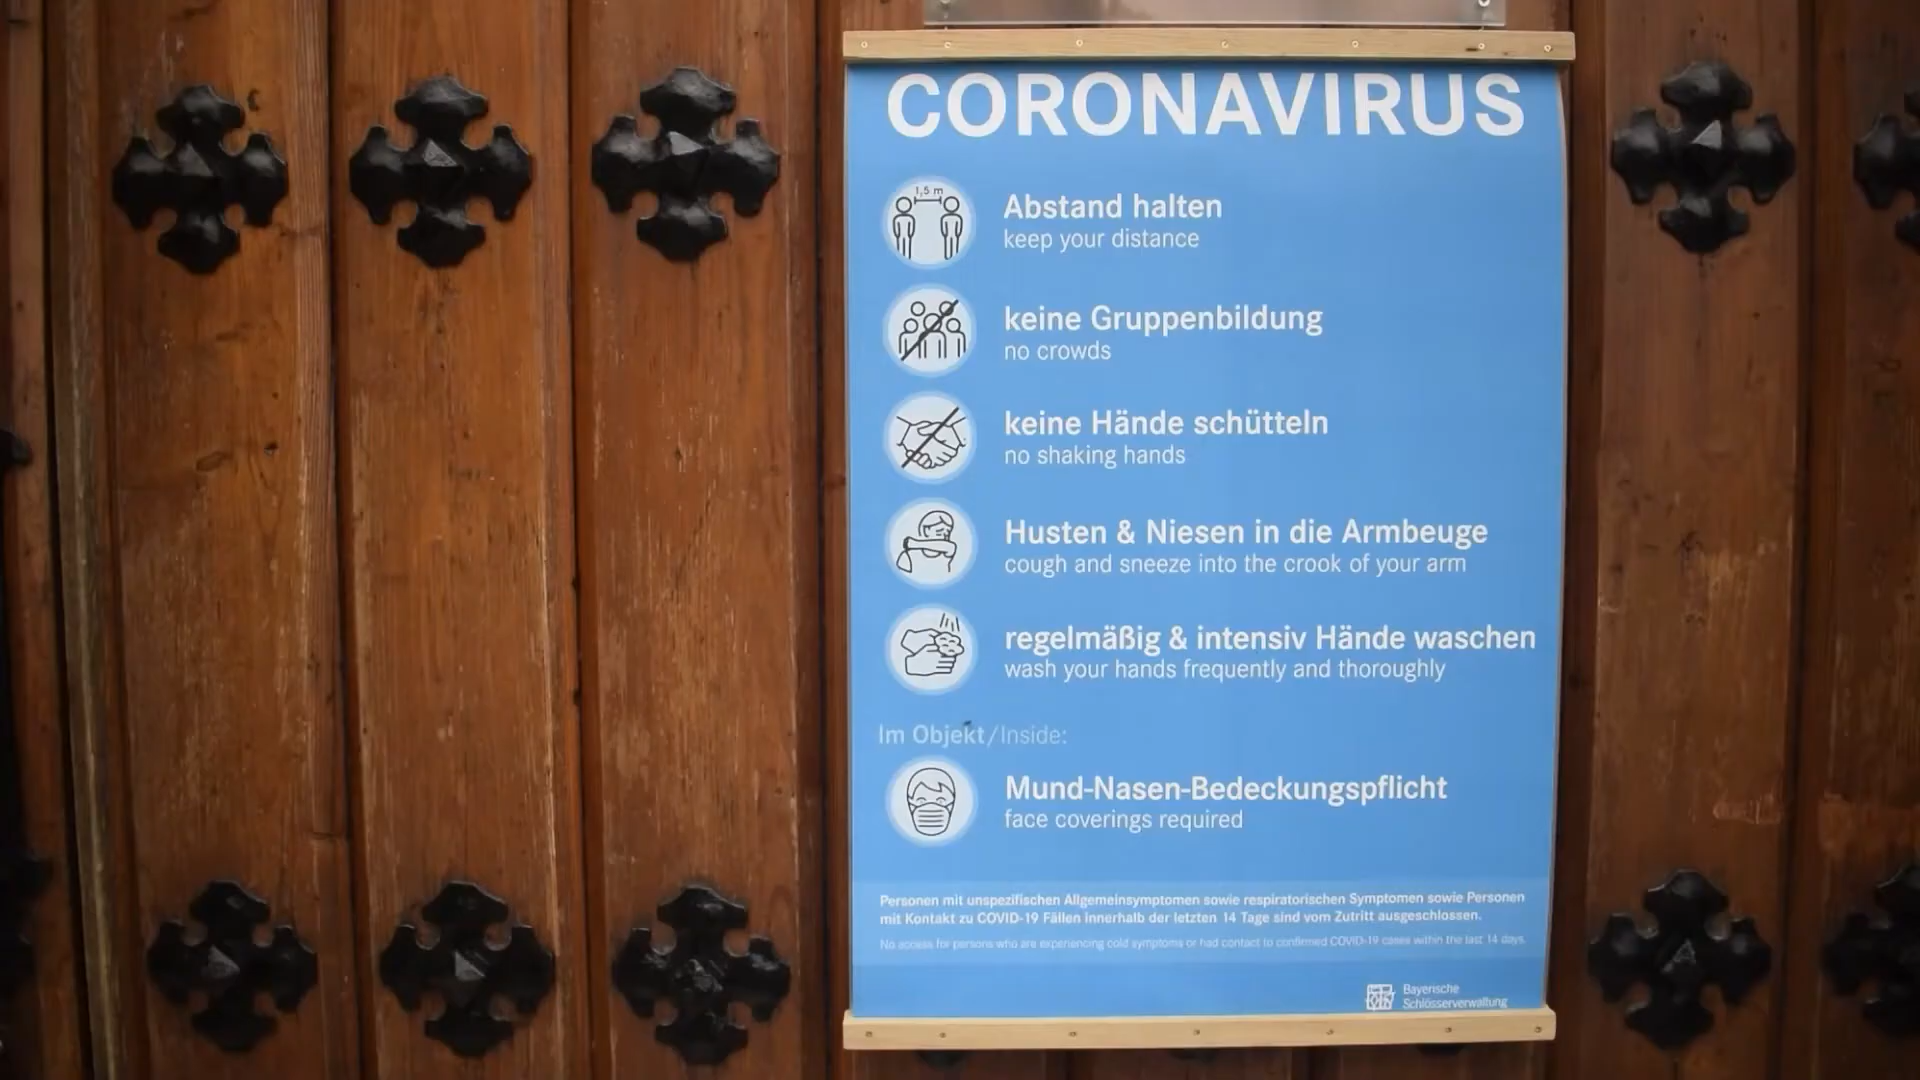 CORONAVIRUS
1,5 m
Abstand halten
keep your distance
keine Gruppenbildung
no crowds
keine Hände schütteln
no shaking hands
Husten & Niesen in die Armbeuge
cough and sneeze into the crook of your arm
regelmäßig & intensiv Hände waschen
wash your hands frequently and thoroughly
Im Objekt/Inside:
Mund-Nasen-Bedeckungspflicht
face coverings required
Personen mit unspezifischen Allgemeinsymptomen sowie respiratorischen Symptomen sowie Personen
mit Kontakt zu COVID-19 Fällen innerhalb der letzten 14 Tage sind vom Zutritt ausgeschlossen.
No access for persons who are experiencing cold symptoms or had contact to confirmed COVID-19 cases within the last 14 days.
Bayerische
Schlösserverwaltung